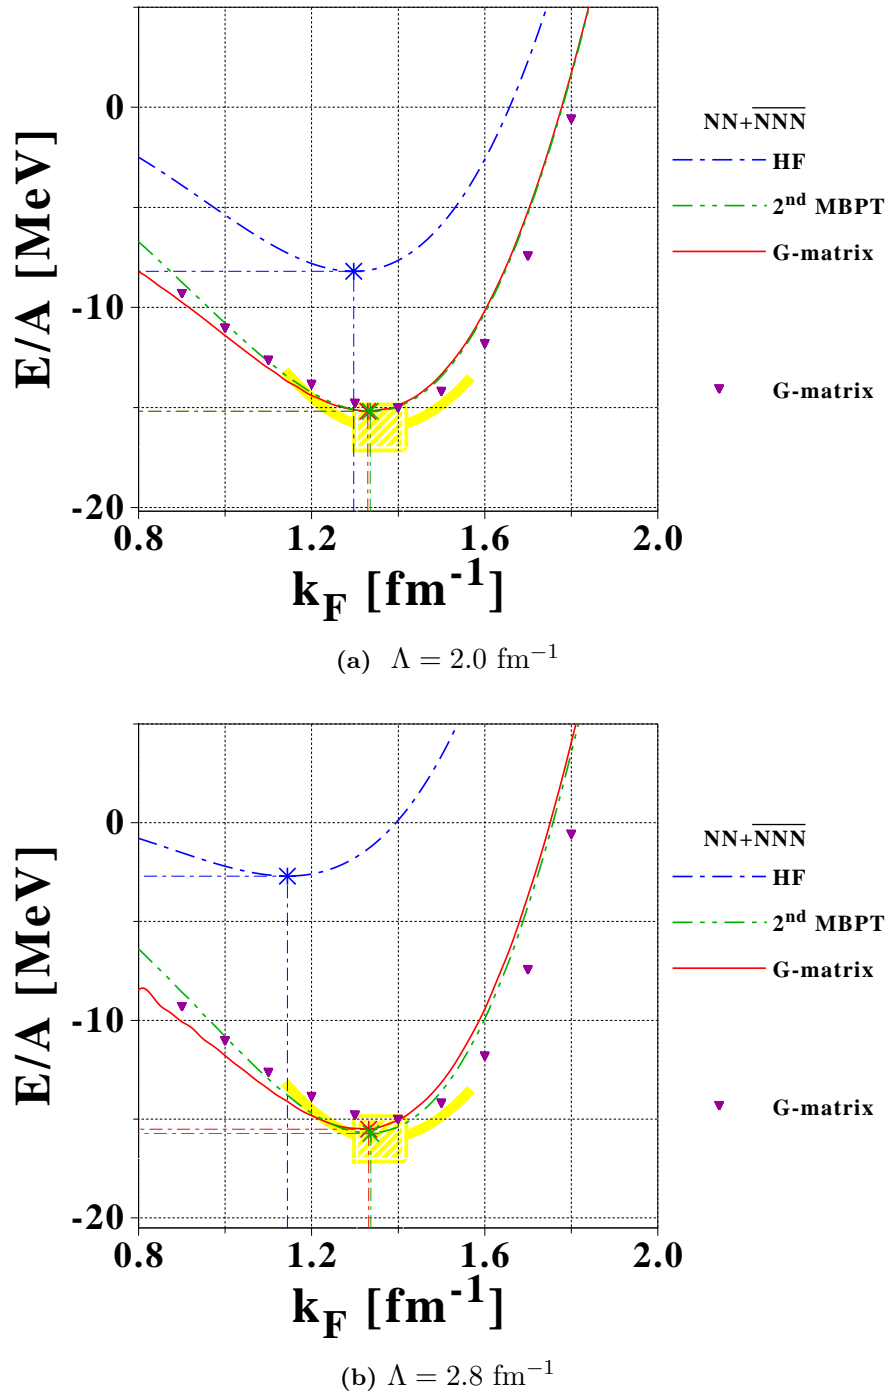 0
-10
-20
E/A [MeV]
0.8 1.2 1.6 2.0
k_F [fm⁻¹]
NN+N̅N̅N̅
HF
2ⁿᵈ MBPT
G-matrix
G-matrix
(a) Λ = 2.0 fm⁻¹
0
-10
-20
E/A [MeV]
0.8 1.2 1.6 2.0
k_F [fm⁻¹]
NN+N̅N̅N̅
HF
2ⁿᵈ MBPT
G-matrix
G-matrix
(b) Λ = 2.8 fm⁻¹